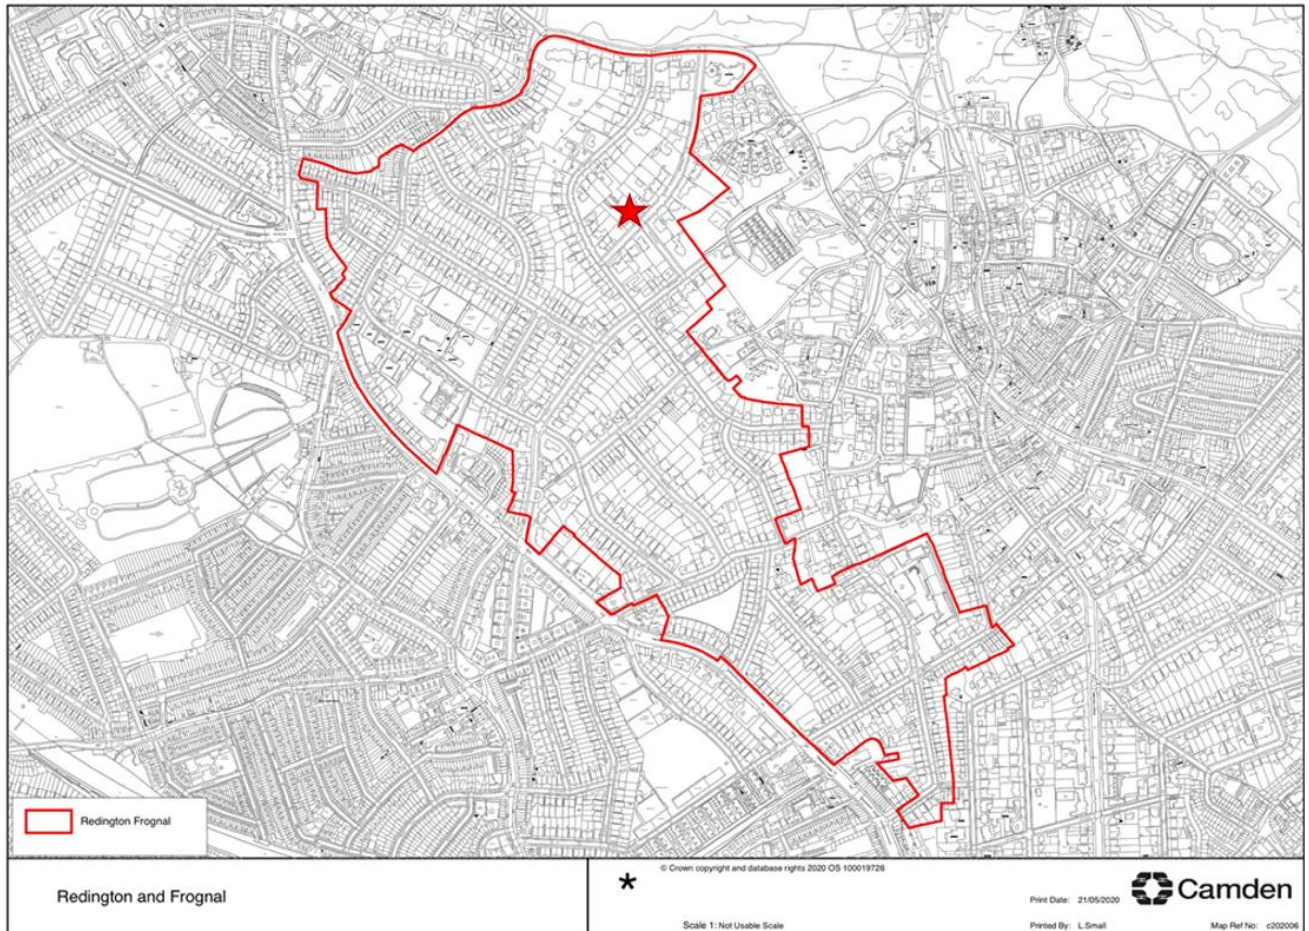 Redington Frognal
Redington and Frognal
*
© Crown copyright and database rights 2020 OS 100019726
Scale 1: Not Usable Scale
Print Date: 21/05/2020
Printed By: L.Small
Camden
Map Ref No: c202006